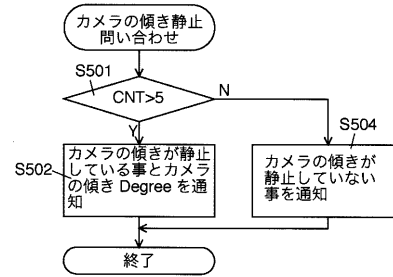 カメラの傾き静止
問い合わせ
S501
CNT>5
N
Y
S504
S502
カメラの傾きが静止
している事とカメラ
の傾き Degree を通
知
カメラの傾きが
静止していない
事を通知
終了